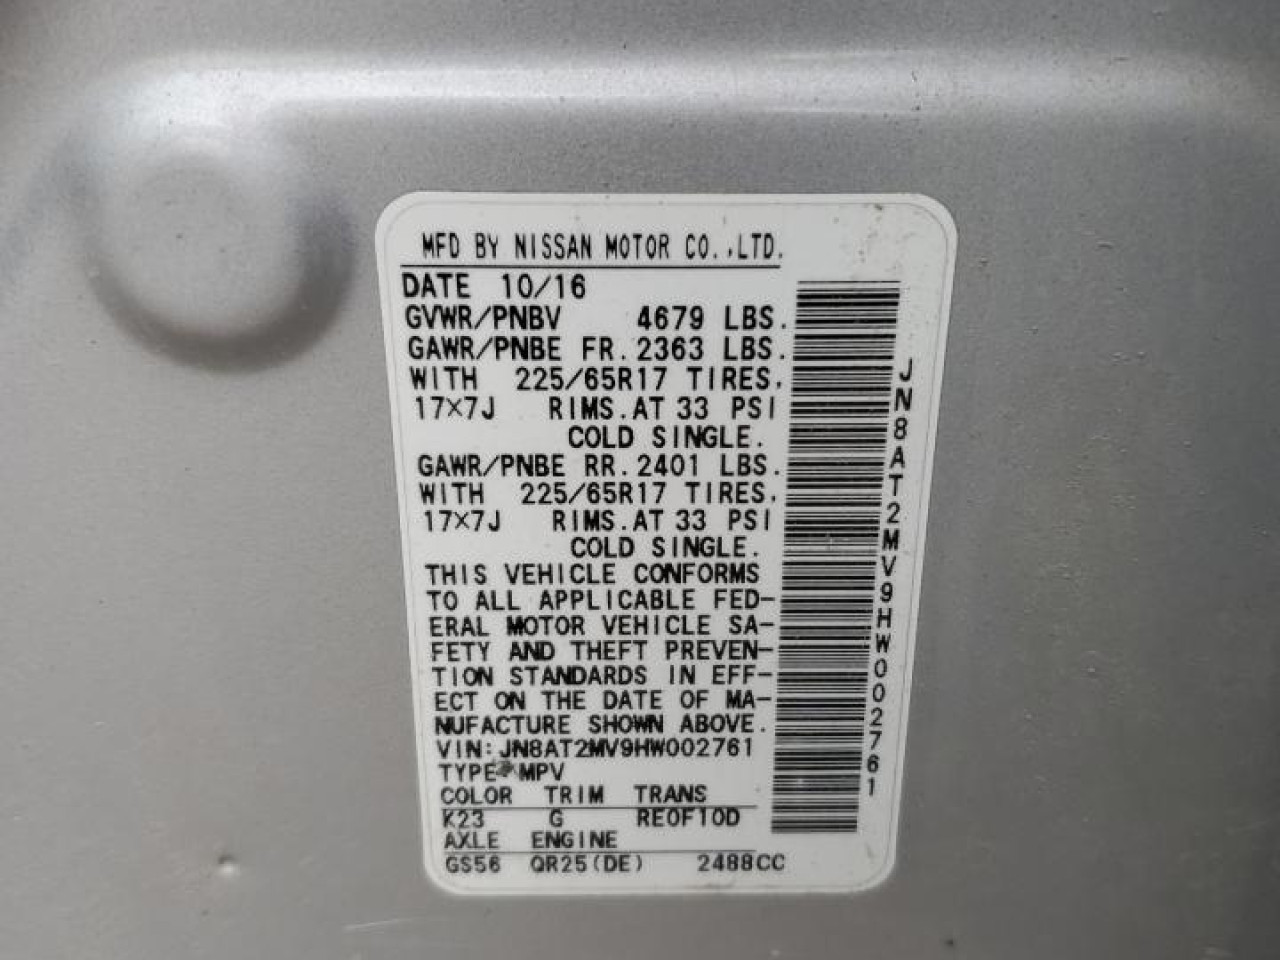 MFD BY NISSAN MOTOR CO.,LTD.
DATE 10/16
GVWR/PNBV 4679 LBS.
GAWR/PNBE FR. 2363 LBS.
WITH 225/65R17 TIRES,
17×7J RIMS. AT 33 PSI
COLD SINGLE.
GAWR/PNBE RR. 2401 LBS.
WITH 225/65R17 TIRES,
17×7J RIMS. AT 33 PSI
COLD SINGLE.
THIS VEHICLE CONFORMS
TO ALL APPLICABLE FED-
ERAL MOTOR VEHICLE SA-
FETY AND THEFT PREVEN-
TION STANDARDS IN EFF-
ECT ON THE DATE OF MA-
NUFACTURE SHOWN ABOVE.
VIN: JN8AT2MV9HW002761
TYPE MPV
COLOR TRIM TRANS
K23 G RE0F10D
AXLE ENGINE
GS56 QR25(DE) 2488CC
JN8AT2MV9HW002761